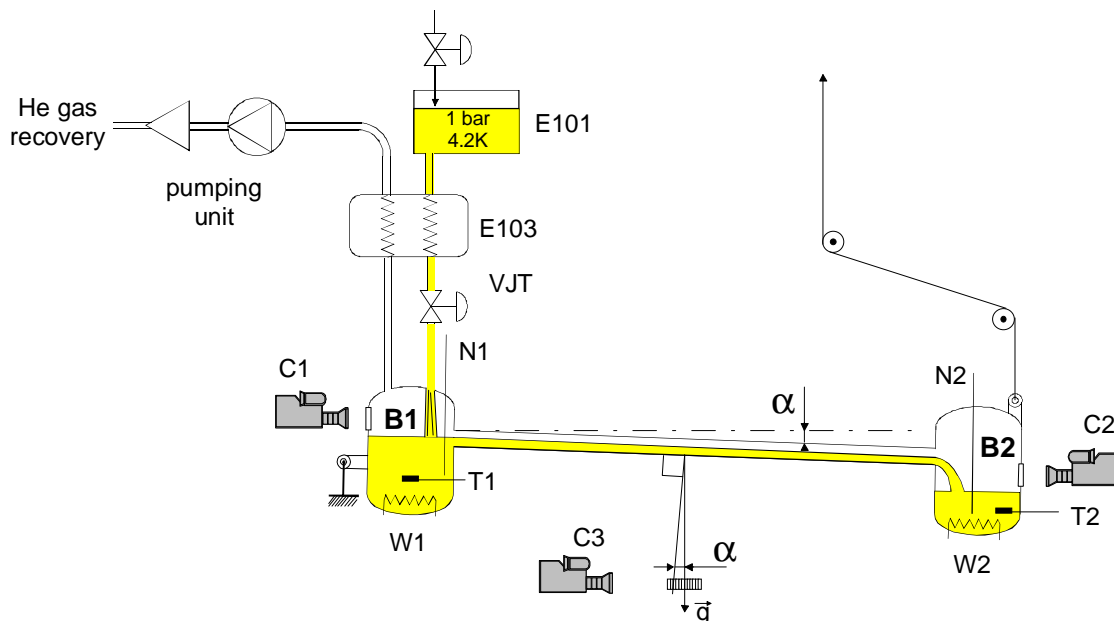 He gas
recovery
pumping
unit
1 bar
4.2K
E101
E103
VJT
N1
C1
B1
T1
W1
α
N2
B2
C2
T2
W2
C3
α
g